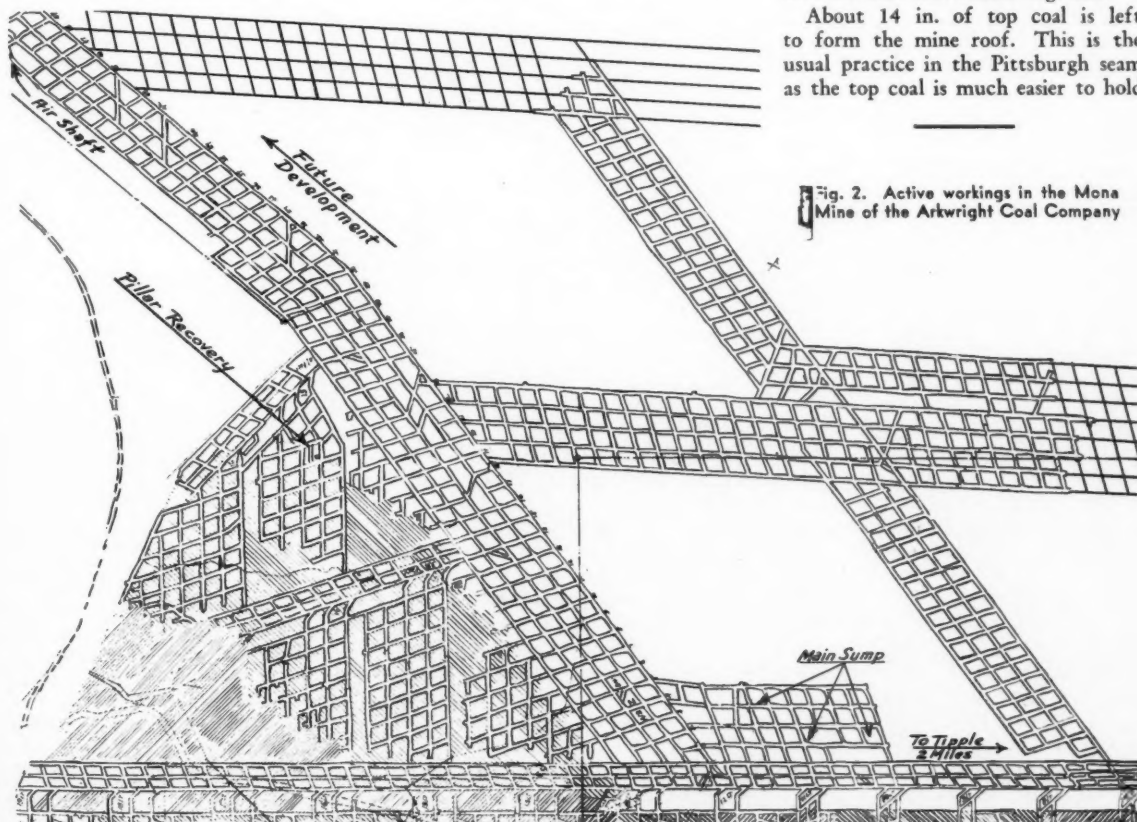 About 14 in. of top coal is left
to form the mine roof. This is the
usual practice in the Pittsburgh seam
as the top coal is much easier to hold
Air Shaft
Future
Development
Fig. 2. Active workings in the Mona
Mine of the Arkwright Coal Company
Pillar Recovery
Main Sump
To Tipple
2 Miles